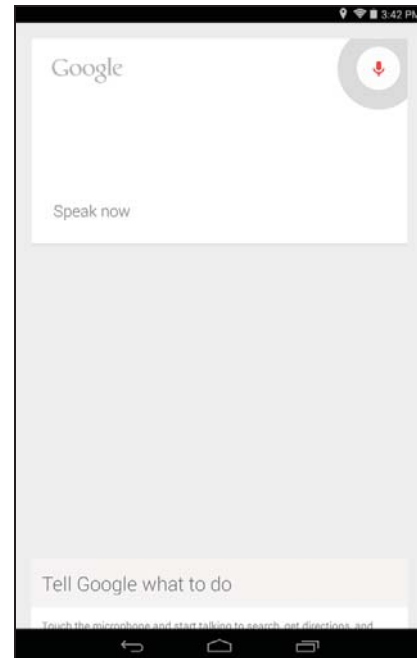 3:42 PM
Google
Speak now
Tell Google what to do
Touch the microphone and start talking to search, get directions, and